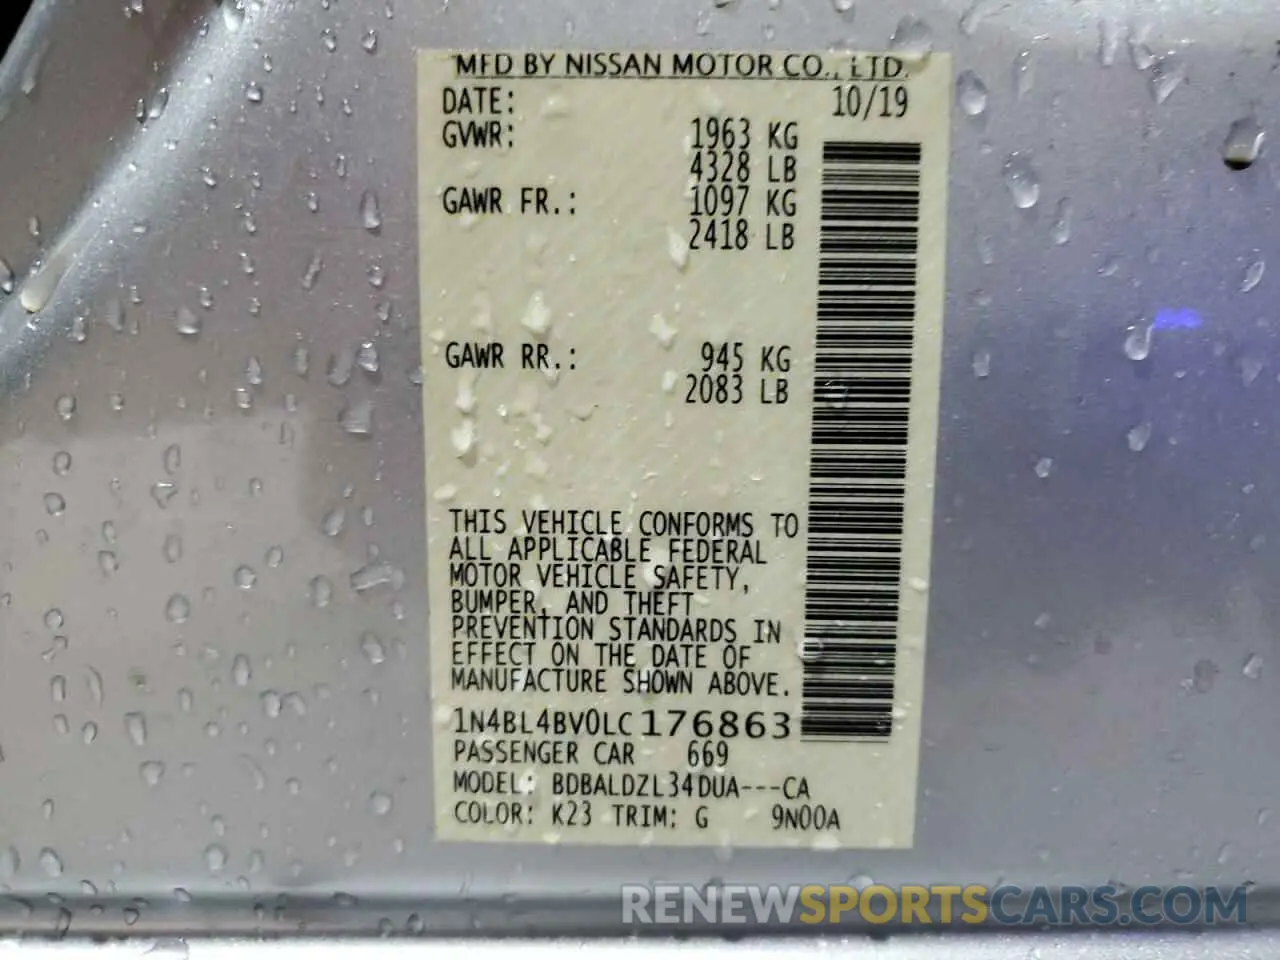 MFD BY NISSAN MOTOR CO., LTD.
DATE: 10/19
GVWR: 1963 KG
4328 LB
GAWR FR.: 1097 KG
2418 LB
GAWR RR.: 945 KG
2083 LB
THIS VEHICLE CONFORMS TO
ALL APPLICABLE FEDERAL
MOTOR VEHICLE SAFETY,
BUMPER, AND THEFT
PREVENTION STANDARDS IN
EFFECT ON THE DATE OF
MANUFACTURE SHOWN ABOVE.
1N4BL4BV0LC176863
PASSENGER CAR 669
MODEL: BDBALDZL34DUA---CA
COLOR: K23 TRIM: G 9N00A
RENEWSPORTSCARS.COM